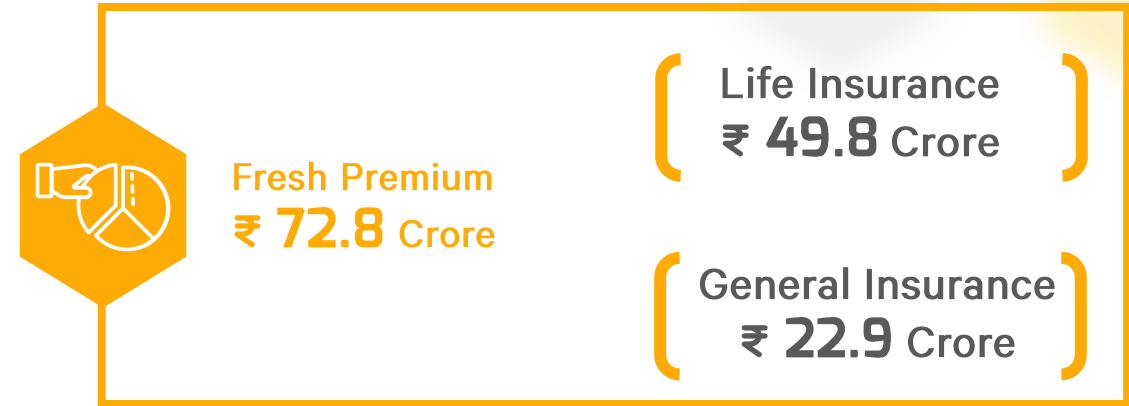 Fresh Premium
₹ 72.8 Crore
Life Insurance
₹ 49.8 Crore
General Insurance
₹ 22.9 Crore